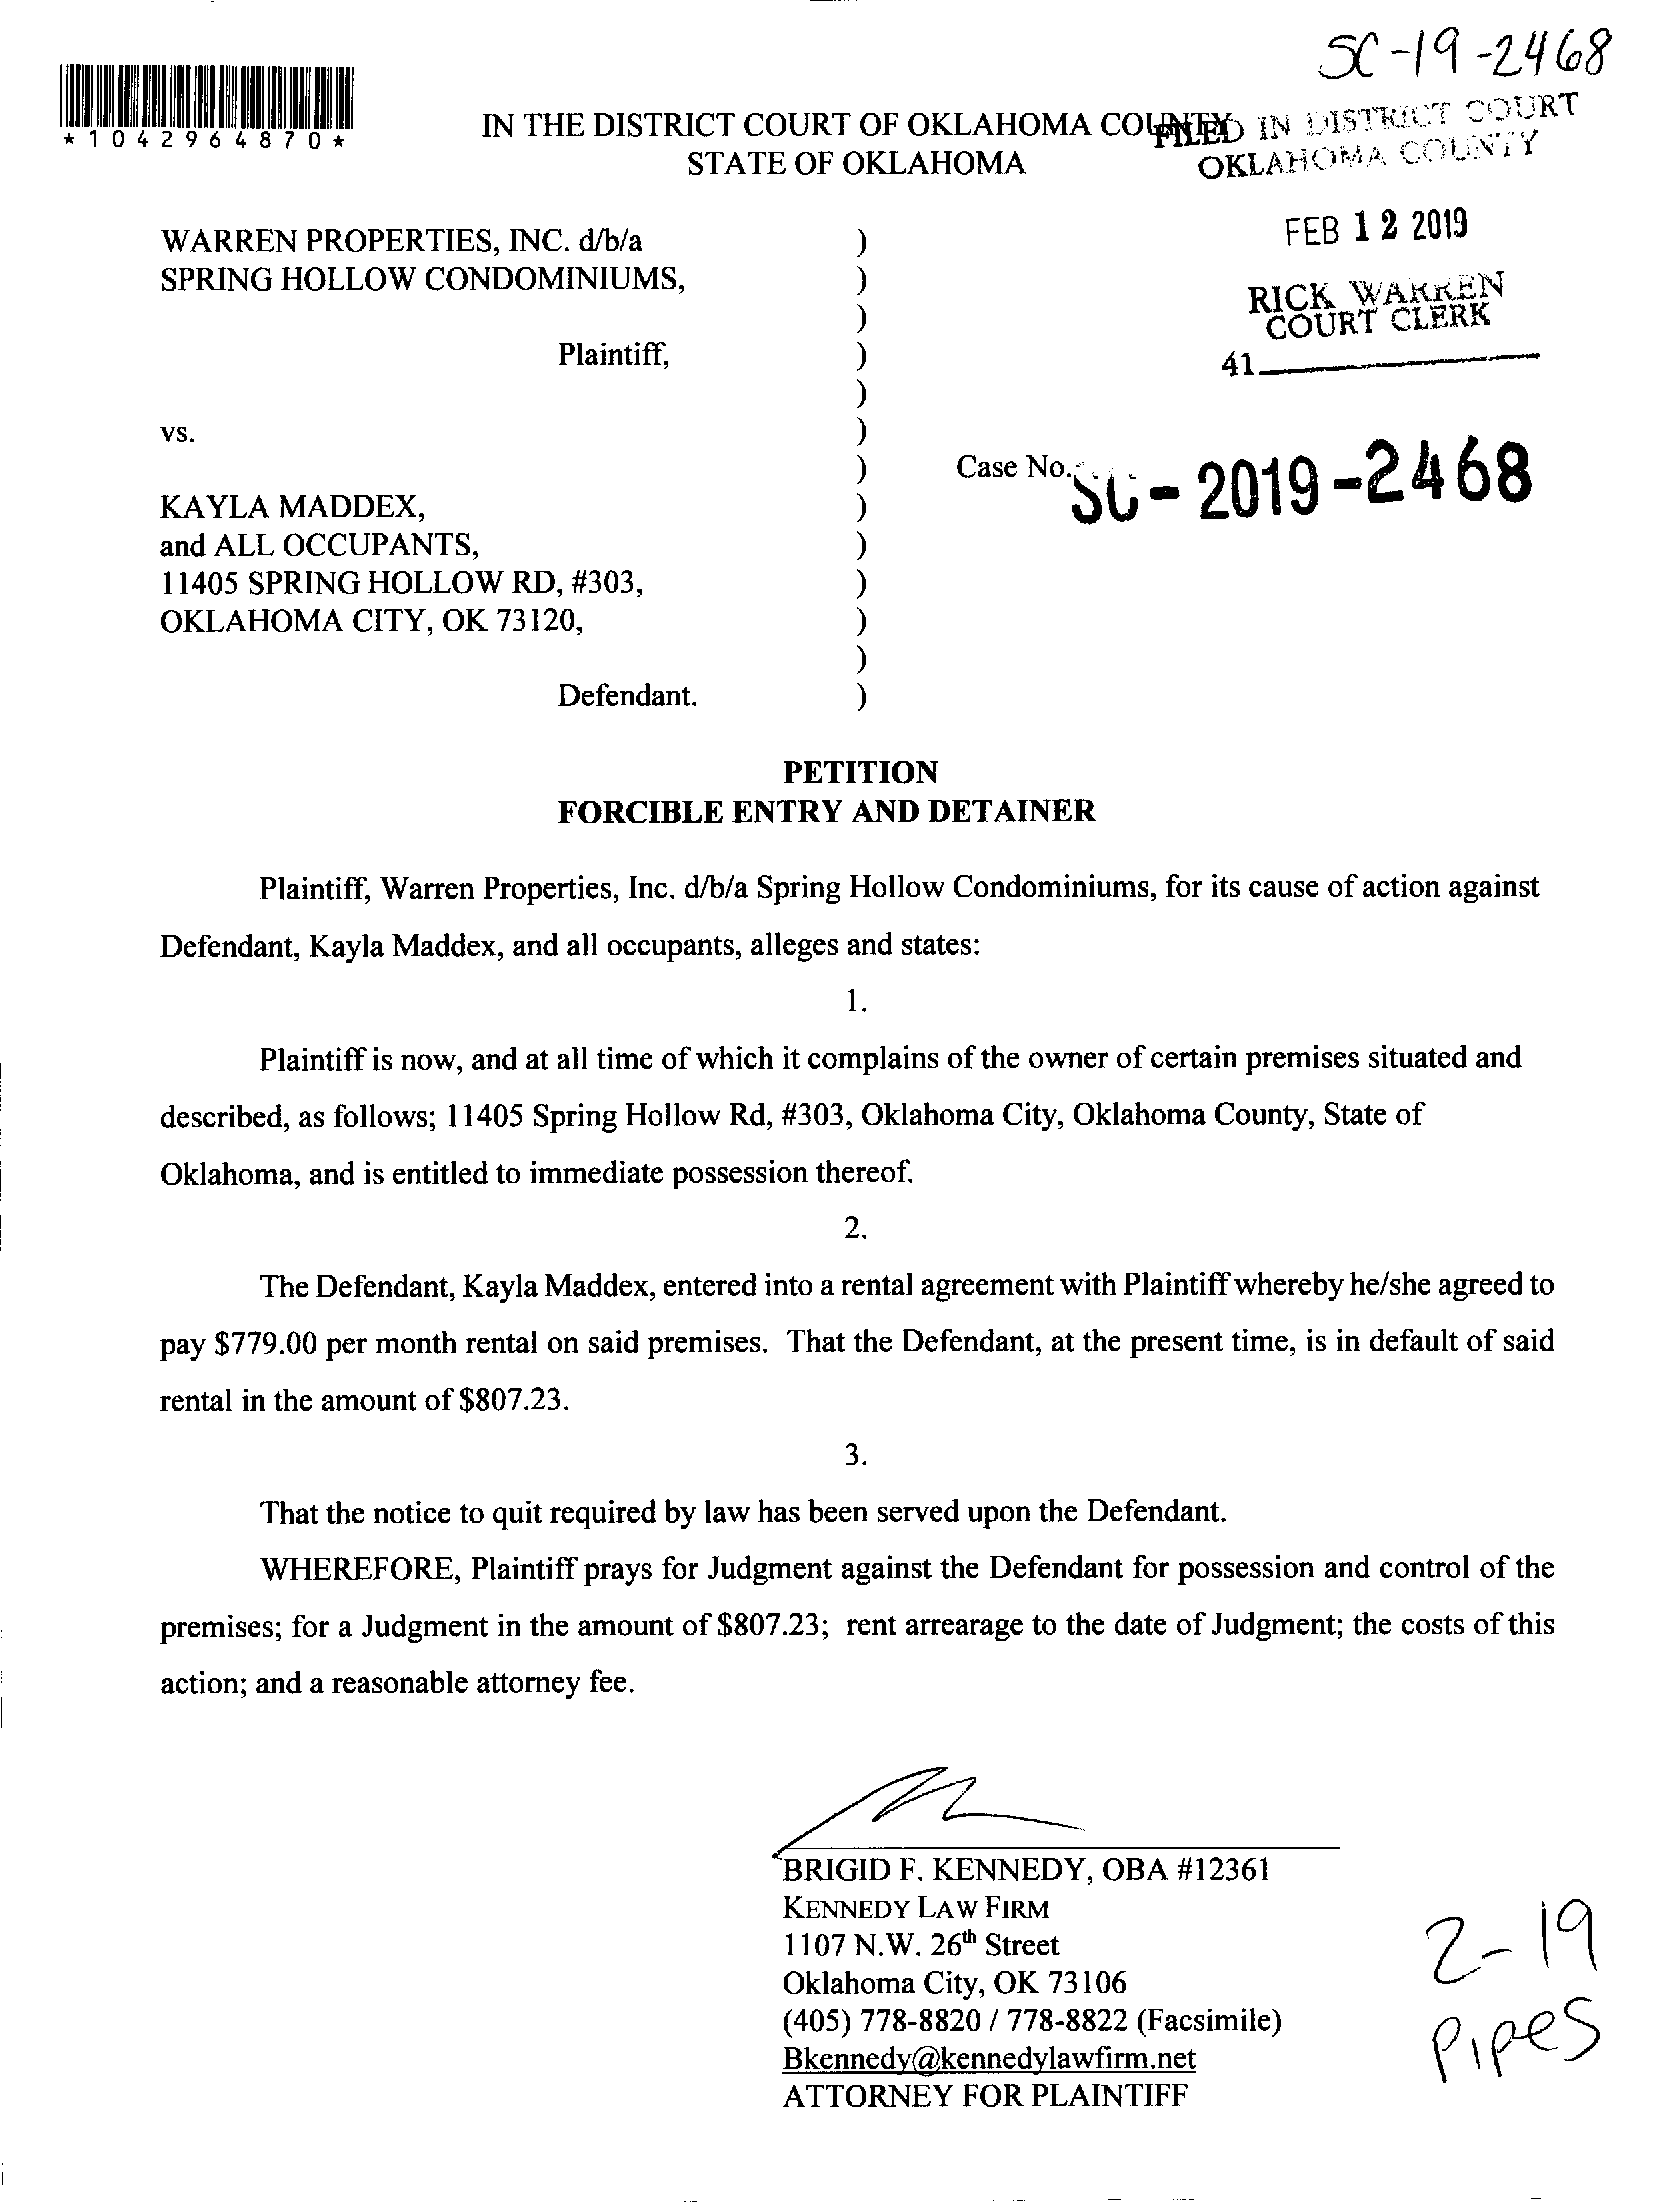 SC-19-2468
*1042964870*
IN THE DISTRICT COURT OF OKLAHOMA COUNTY
STATE OF OKLAHOMA
FILED IN DISTRICT COURT
OKLAHOMA COUNTY
FEB 12 2019
RICK WARREN
COURT CLERK
41
WARREN PROPERTIES, INC. d/b/a )
SPRING HOLLOW CONDOMINIUMS, )
)
Plaintiff, )
)
vs. )
) Case No. SC-2019-2468
KAYLA MADDEX, )
and ALL OCCUPANTS, )
11405 SPRING HOLLOW RD, #303, )
OKLAHOMA CITY, OK 73120, )
)
Defendant. )
PETITION
FORCIBLE ENTRY AND DETAINER
Plaintiff, Warren Properties, Inc. d/b/a Spring Hollow Condominiums, for its cause of action against
Defendant, Kayla Maddex, and all occupants, alleges and states:
1.
Plaintiff is now, and at all time of which it complains of the owner of certain premises situated and
described, as follows; 11405 Spring Hollow Rd, #303, Oklahoma City, Oklahoma County, State of
Oklahoma, and is entitled to immediate possession thereof.
2.
The Defendant, Kayla Maddex, entered into a rental agreement with Plaintiff whereby he/she agreed to
pay $779.00 per month rental on said premises. That the Defendant, at the present time, is in default of said
rental in the amount of $807.23.
3.
That the notice to quit required by law has been served upon the Defendant.
WHEREFORE, Plaintiff prays for Judgment against the Defendant for possession and control of the
premises; for a Judgment in the amount of $807.23; rent arrearage to the date of Judgment; the costs of this
action; and a reasonable attorney fee.
BRIGID F. KENNEDY, OBA #12361
KENNEDY LAW FIRM
1107 N.W. 26th Street
Oklahoma City, OK 73106
(405) 778-8820 / 778-8822 (Facsimile)
Bkennedy@kennedylawfirm.net
ATTORNEY FOR PLAINTIFF
2-19
Pipes